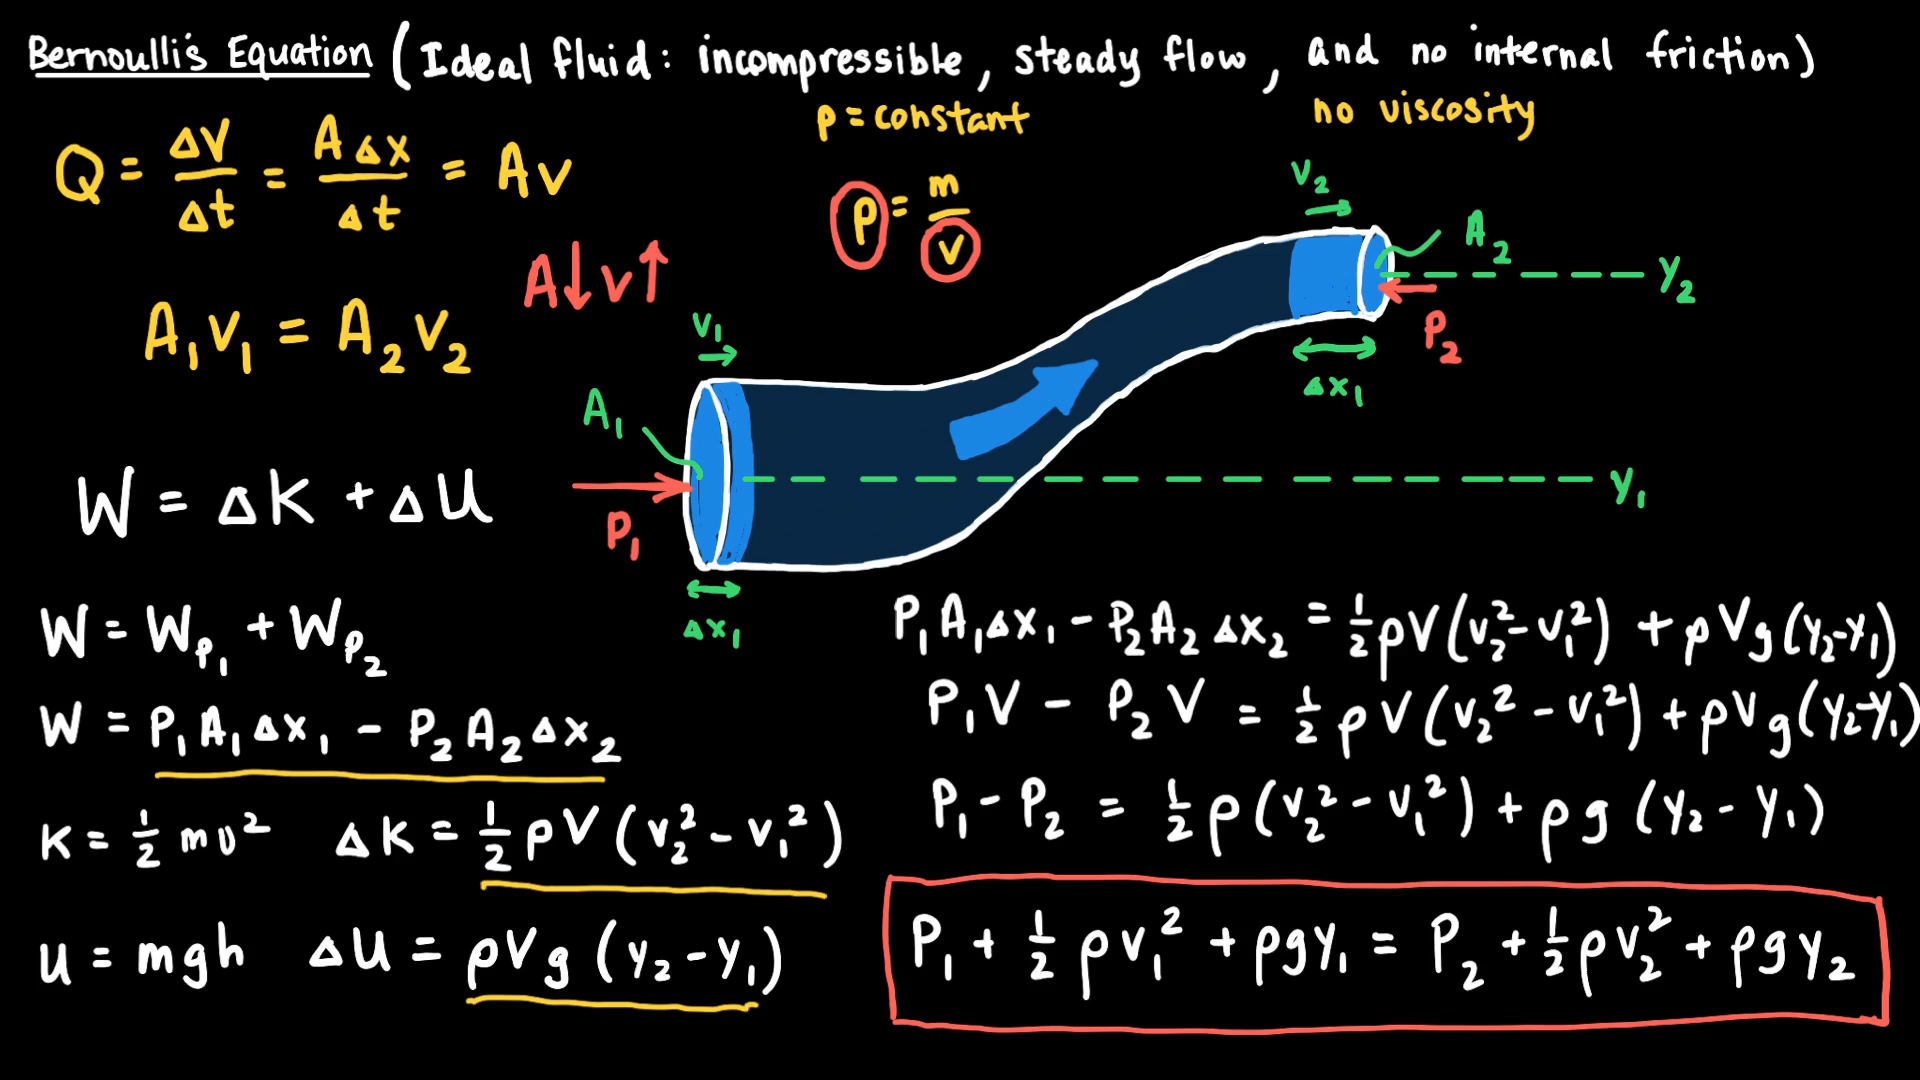 Bernoulli's Equation (Ideal fluid: incompressible, steady flow, and no internal friction)
ρ = constant
no viscosity
Q = ΔV/Δt = AΔx/Δt = Av
ρ = m/V
A↓ v↑
A₁v₁ = A₂v₂
v₂
A₂
y₂
P₂
Δx₁
v₁
A₁
y₁
P₁
Δx₁
W = ΔK + ΔU
W = Wp₁ + Wp₂
W = P₁A₁Δx₁ - P₂A₂Δx₂
K = ½mv² ΔK = ½ρV(v₂² - v₁²)
U = mgh ΔU = ρVg(y₂ - y₁)
P₁A₁Δx₁ - P₂A₂Δx₂ = ½ρV(v₂² - v₁²) + ρVg(y₂-y₁)
P₁V - P₂V = ½ρV(v₂² - v₁²) + ρVg(y₂-y₁)
P₁ - P₂ = ½ρ(v₂² - v₁²) + ρg(y₂ - y₁)
P₁ + ½ρv₁² + ρgy₁ = P₂ + ½ρv₂² + ρgy₂